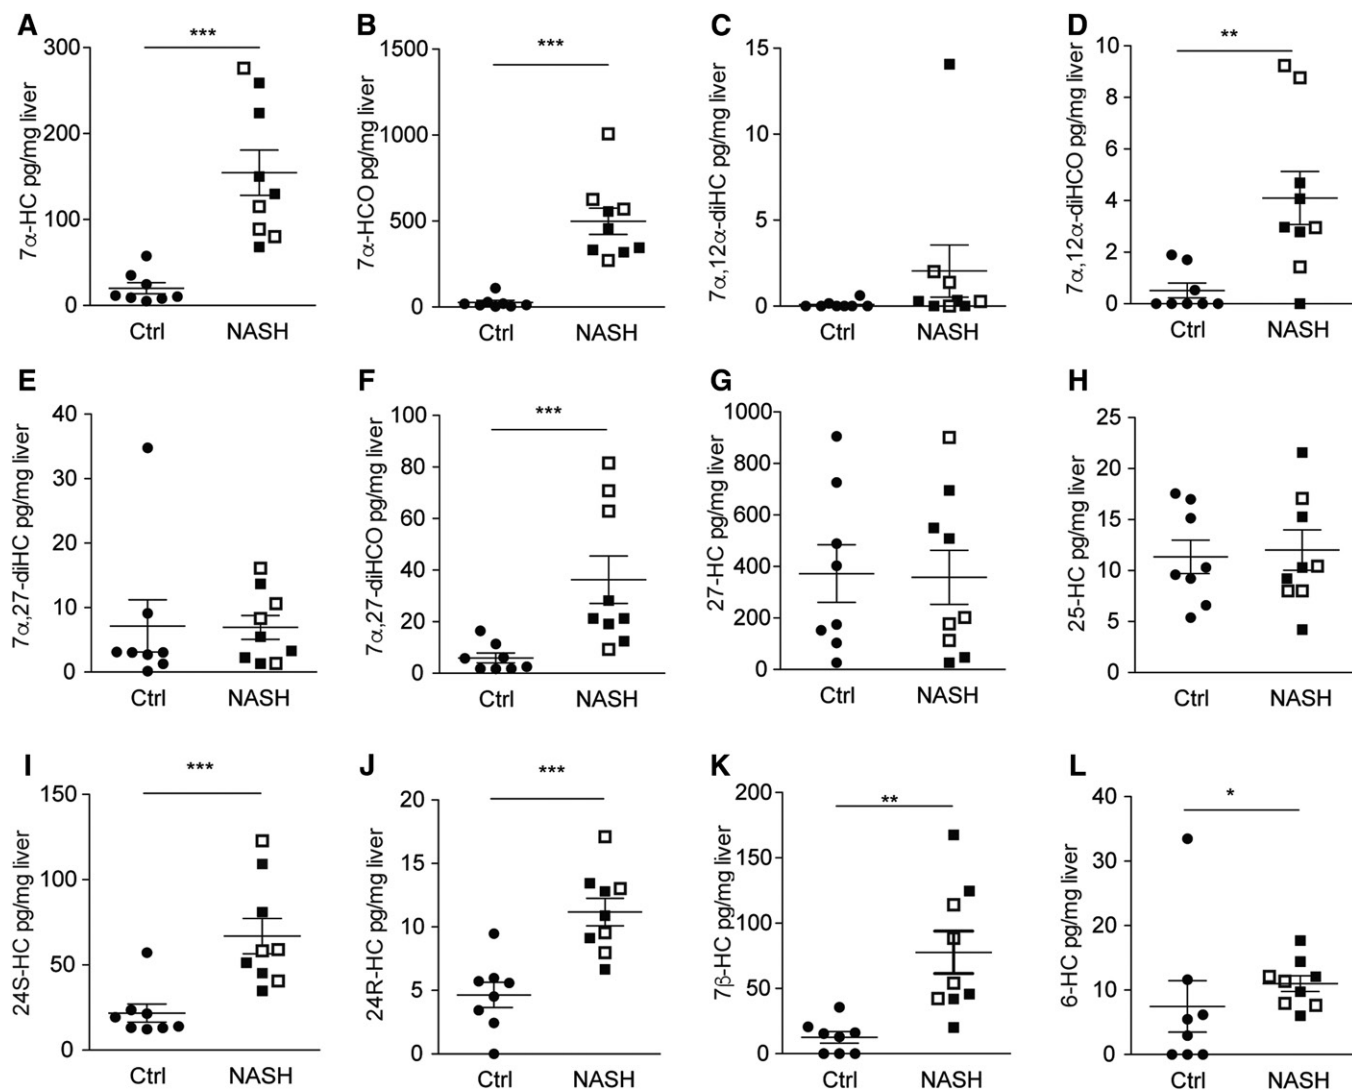 A
7α-HC pg/mg liver
300
200
100
0
***
Ctrl
NASH
B
7α-HCO pg/mg liver
1500
1000
500
0
***
Ctrl
NASH
C
7α,12α-diHC pg/mg liver
15
10
5
0
Ctrl
NASH
D
7α,12α-diHCO pg/mg liver
10
8
6
4
2
0
**
Ctrl
NASH
E
7α,27-diHC pg/mg liver
40
30
20
10
0
Ctrl
NASH
F
7α,27-diHCO pg/mg liver
100
80
60
40
20
0
***
Ctrl
NASH
G
27-HC pg/mg liver
1000
800
600
400
200
0
Ctrl
NASH
H
25-HC pg/mg liver
25
20
15
10
5
0
Ctrl
NASH
I
24S-HC pg/mg liver
150
100
50
0
***
Ctrl
NASH
J
24R-HC pg/mg liver
20
15
10
5
0
***
Ctrl
NASH
K
7β-HC pg/mg liver
200
150
100
50
0
**
Ctrl
NASH
L
6-HC pg/mg liver
40
30
20
10
0
*
Ctrl
NASH